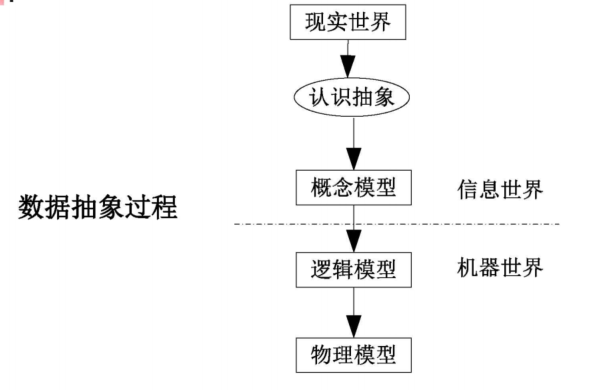 现实世界
认识抽象
概念模型
信息世界
数据抽象过程
逻辑模型
机器世界
物理模型